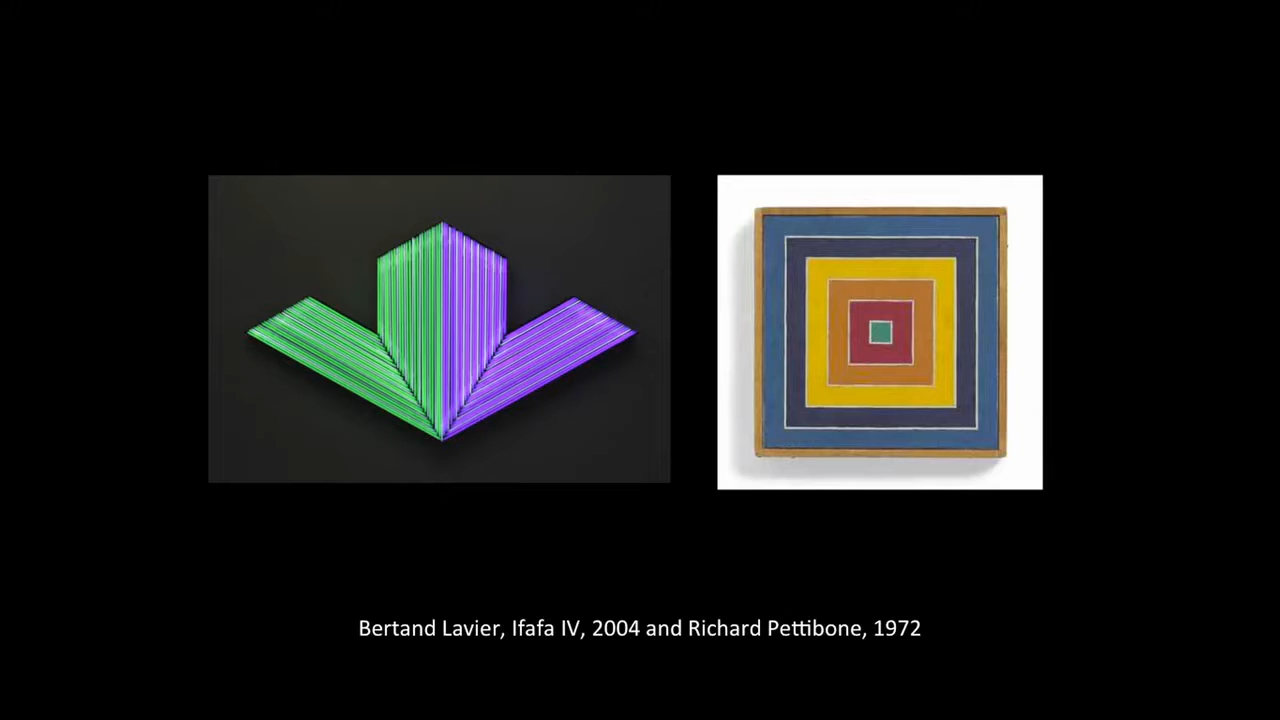 Bertand Lavier, Ifafa IV, 2004 and Richard Pettibone, 1972